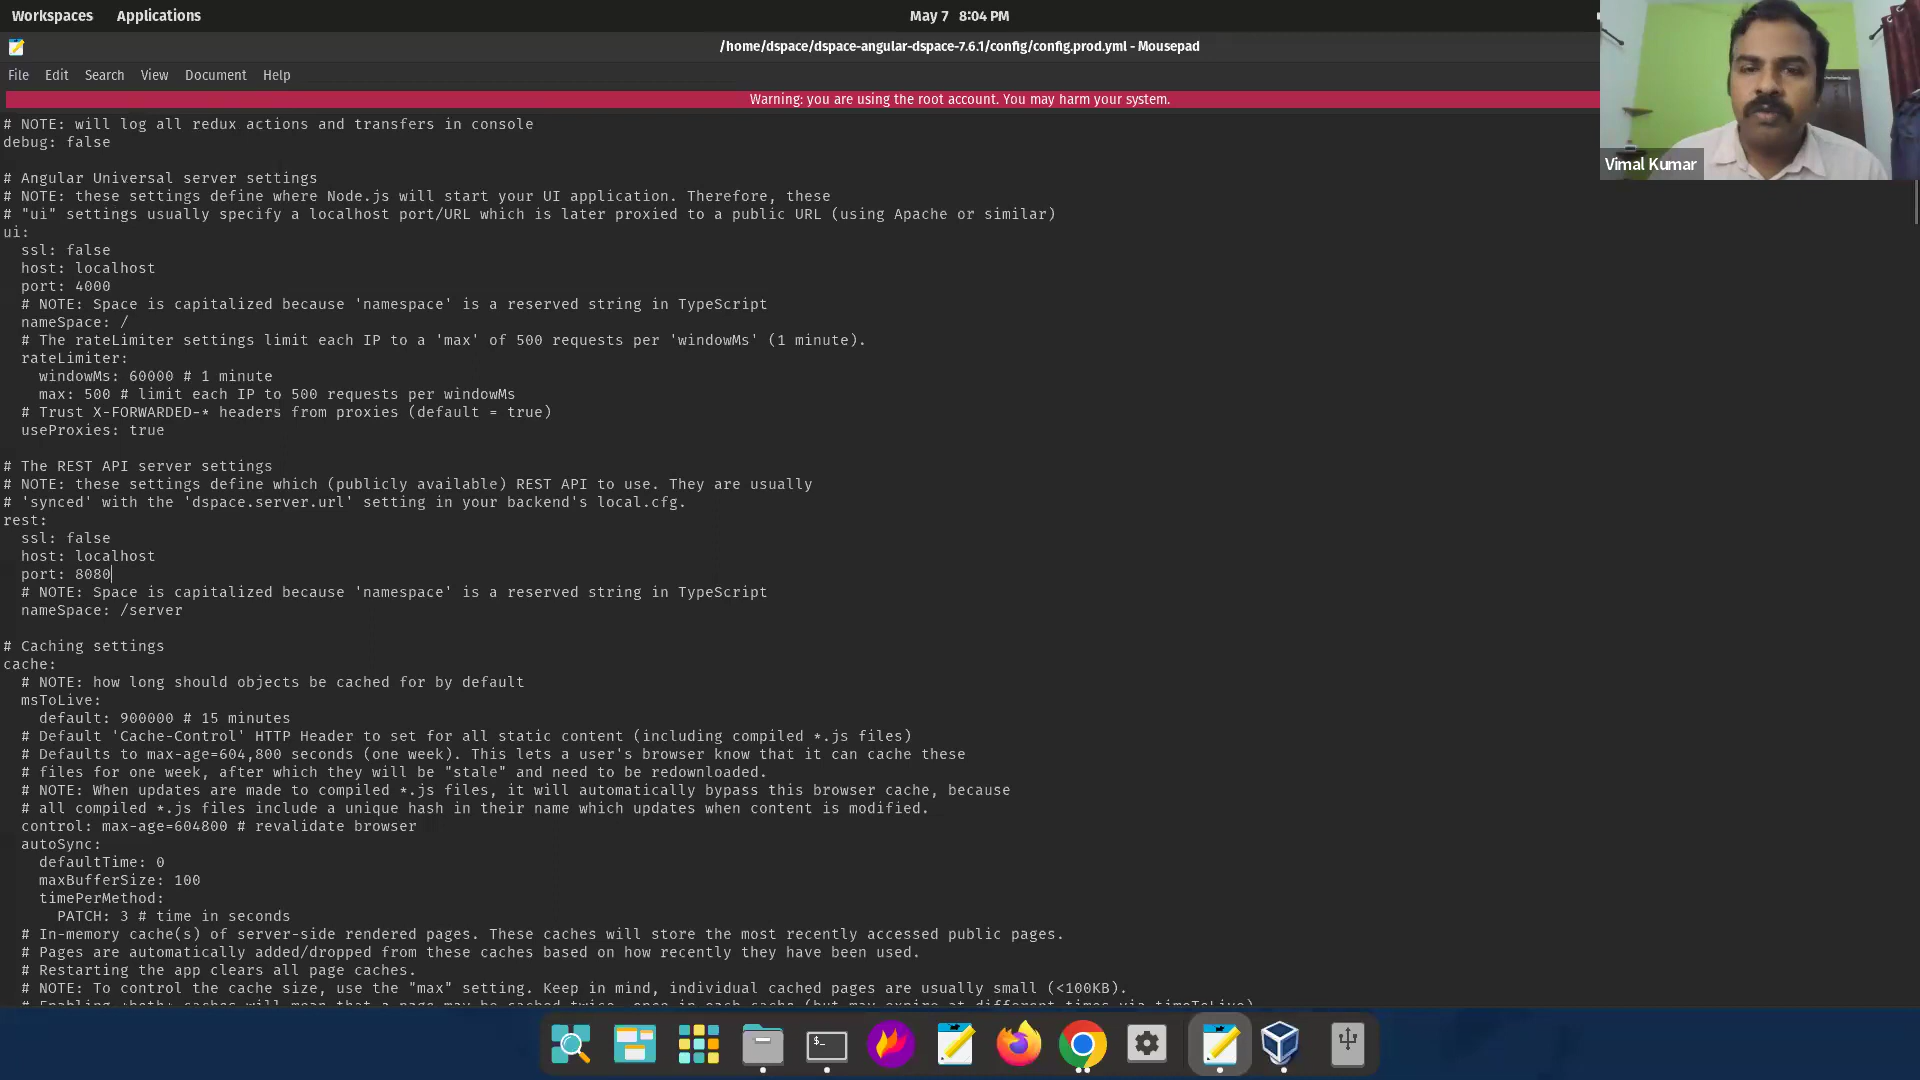 Workspaces Applications May 7 8:04 PM
/home/dspace/dspace-angular-dspace-7.6.1/config/config.prod.yml - Mousepad
File Edit Search View Document Help
Warning: you are using the root account. You may harm your system.
Vimal Kumar
# NOTE: will log all redux actions and transfers in console
debug: false
# Angular Universal server settings
# NOTE: these settings define where Node.js will start your UI application. Therefore, these
# "ui" settings usually specify a localhost port/URL which is later proxied to a public URL (using Apache or similar)
ui:
  ssl: false
  host: localhost
  port: 4000
  # NOTE: Space is capitalized because 'namespace' is a reserved string in TypeScript
  nameSpace: /
  # The rateLimiter settings limit each IP to a 'max' of 500 requests per 'windowMs' (1 minute).
  rateLimiter:
    windowMs: 60000 # 1 minute
    max: 500 # limit each IP to 500 requests per windowMs
  # Trust X-FORWARDED-* headers from proxies (default = true)
  useProxies: true
# The REST API server settings
# NOTE: these settings define which (publicly available) REST API to use. They are usually
# 'synced' with the 'dspace.server.url' setting in your backend's local.cfg.
rest:
  ssl: false
  host: localhost
  port: 8080
  # NOTE: Space is capitalized because 'namespace' is a reserved string in TypeScript
  nameSpace: /server
# Caching settings
cache:
  # NOTE: how long should objects be cached for by default
  msToLive:
    default: 900000 # 15 minutes
  # Default 'Cache-Control' HTTP Header to set for all static content (including compiled *.js files)
  # Defaults to max-age=604,800 seconds (one week). This lets a user's browser know that it can cache these
  # files for one week, after which they will be "stale" and need to be redownloaded.
  # NOTE: When updates are made to compiled *.js files, it will automatically bypass this browser cache, because
  # all compiled *.js files include a unique hash in their name which updates when content is modified.
  control: max-age=604800 # revalidate browser
  autoSync:
    defaultTime: 0
    maxBufferSize: 100
    timePerMethod:
      PATCH: 3 # time in seconds
  # In-memory cache(s) of server-side rendered pages. These caches will store the most recently accessed public pages.
  # Pages are automatically added/dropped from these caches based on how recently they have been used.
  # Restarting the app clears all page caches.
  # NOTE: To control the cache size, use the "max" setting. Keep in mind, individual cached pages are usually small (<100KB).